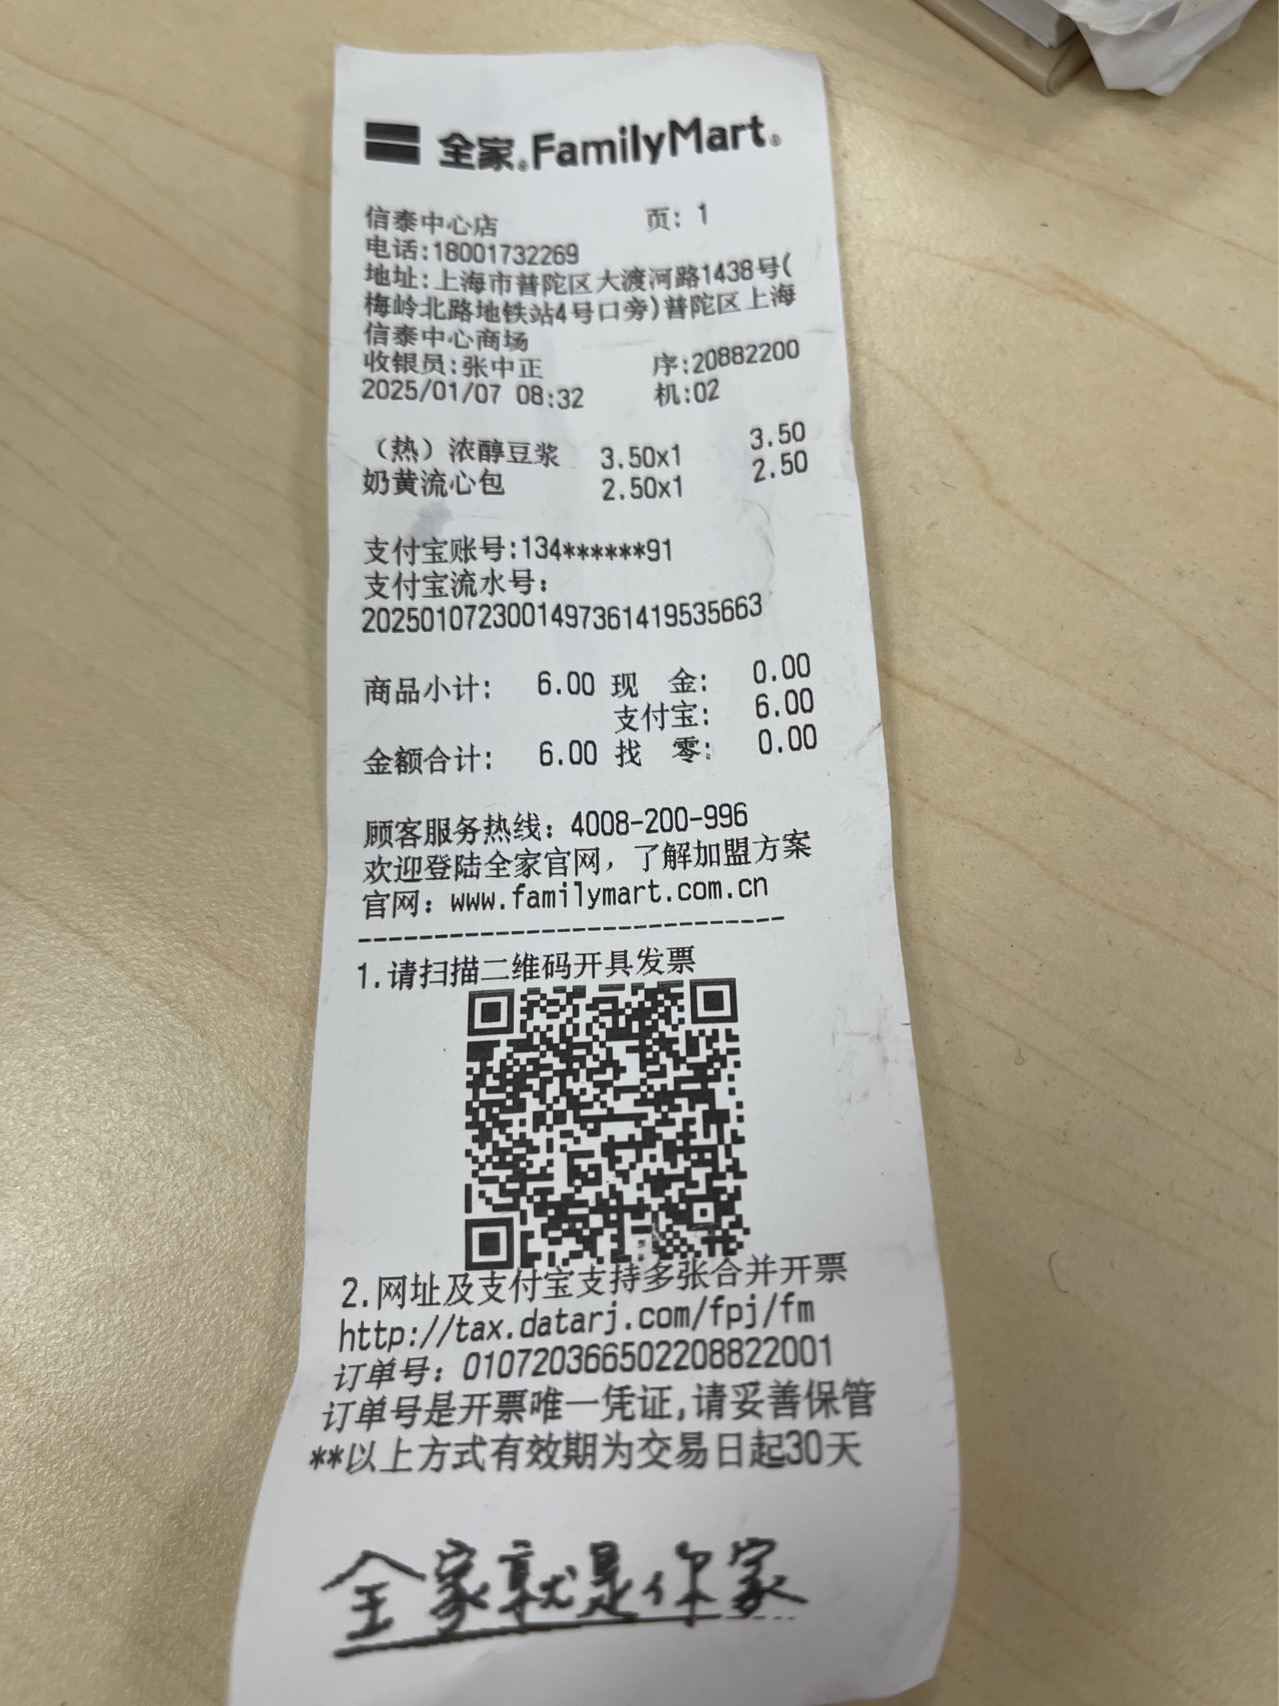 全家®FamilyMart®
信泰中心店 页: 1
电话:18001732269
地址:上海市普陀区大渡河路1438号(
梅岭北路地铁站4号口旁)普陀区上海
信泰中心商场
收银员:张中正 序:20882200
2025/01/07 08:32 机:02
（热）浓醇豆浆 3.50x1 3.50
奶黄流心包 2.50x1 2.50
支付宝账号:134******91
支付宝流水号:
2025010723001497361419535663
商品小计: 6.00 现 金: 0.00
支付宝: 6.00
金额合计: 6.00 找 零: 0.00
顾客服务热线: 4008-200-996
欢迎登陆全家官网，了解加盟方案
官网: www.familymart.com.cn
----------------------------
1.请扫描二维码开具发票
2.网址及支付宝支持多张合并开票
http://tax.datarj.com/fpj/fm
订单号: 010720366502208822001
订单号是开票唯一凭证,请妥善保管
**以上方式有效期为交易日起30天
全家就是你家